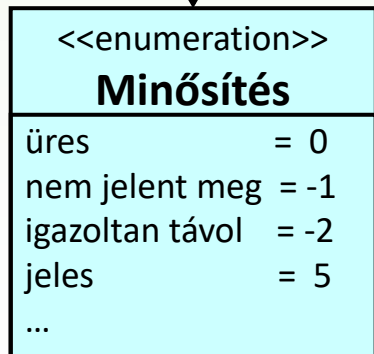 <<enumeration>>
Minősítés
üres = 0
nem jelent meg = -1
igazoltan távol = -2
jeles = 5
…